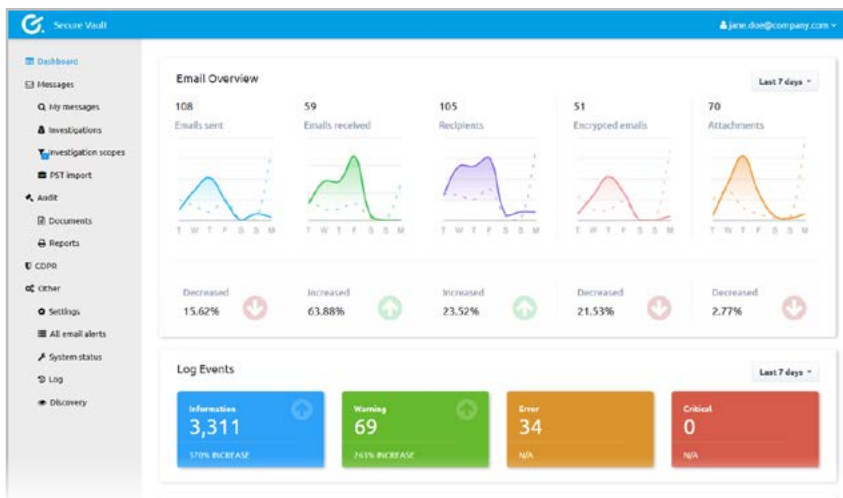 Secure Vault
jane.doe@company.com
Dashboard
Messages
My messages
Investigations
Investigation scopes
PST import
Audit
Documents
Reports
GDPR
Other
Settings
All email alerts
System status
Log
Discovery
Email Overview
Last 7 days
108 59 105 51 70
Emails sent Emails received Recipients Encrypted emails Attachments
T W T F S S M T W T F S S M T W T F S S M T W T F S S M T W T F S S M
Decreased Increased Increased Decreased Decreased
15.62% 63.88% 23.52% 21.53% 2.77%
Log Events
Last 7 days
Information Warning Error Critical
3,311 69 34 0
570% INCREASE 263% INCREASE N/A N/A